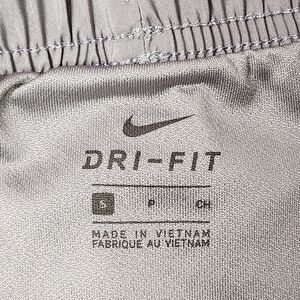 DRI-FIT
S P CH
MADE IN VIETNAM
FABRIQUE AU VIETNAM